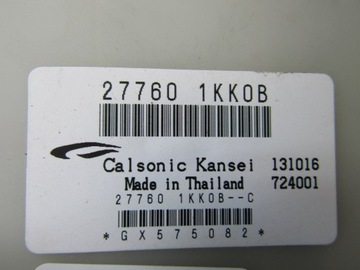 27760 1KK0B
Calsonic Kansei 131016
Made in Thailand 724001
27760 1KK0B--C
*GX575082*